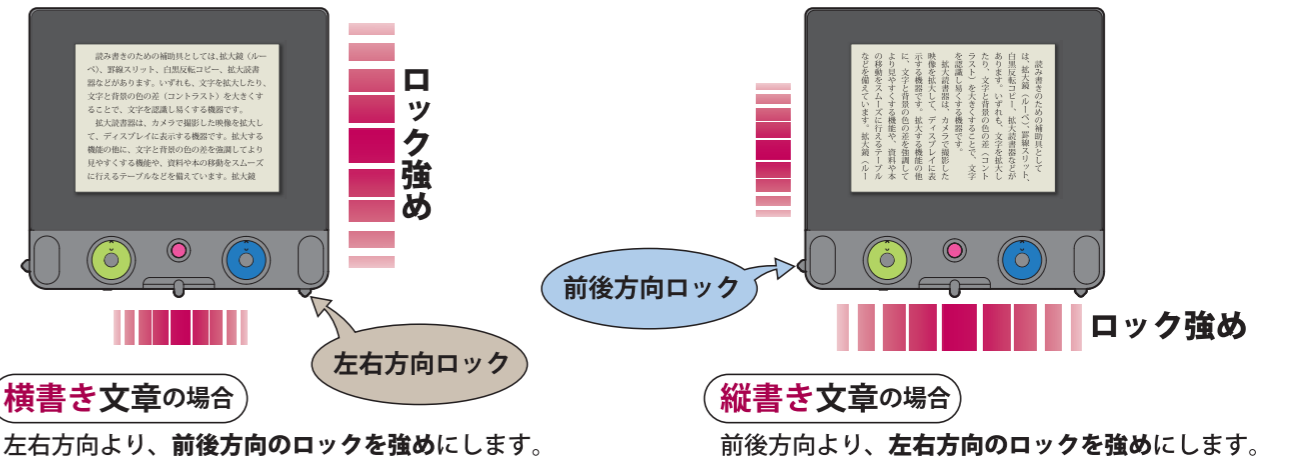 読み書きのための補助具としては、拡大鏡（ルー
ペ）、罫線スリット、白黒反転コピー、拡大読書
器などがあります。いずれも、文字を拡大したり、
文字と背景の色の差（コントラスト）を大きくす
ることで、文字を認識し易くする機器です。
拡大読書器は、カメラで撮影した映像を拡大し
て、ディスプレイに表示する機器です。拡大する
機能の他に、文字と背景の色の差を強調してより
見やすくする機能や、資料や本の移動をスムーズ
に行えるテーブルなどを備えています。拡大鏡
ロック強め
左右方向ロック
横書き文章の場合
左右方向より、前後方向のロックを強めにします。
読み書きのための補助具として
は、拡大鏡（ルーペ）、罫線スリット、
白黒反転コピー、拡大読書器などが
あります。いずれも、文字を拡大し
たり、文字と背景の色の差（コント
ラスト）を大きくすることで、文字
を認識し易くする機器です。
拡大読書器は、カメラで撮影した
映像を拡大して、ディスプレイに表
示する機器です。拡大する機能の他
に、文字と背景の色の差を強調して
より見やすくする機能や、資料や本
の移動をスムーズに行えるテーブル
などを備えています。拡大鏡（ルー
前後方向ロック
ロック強め
縦書き文章の場合
前後方向より、左右方向のロックを強めにします。